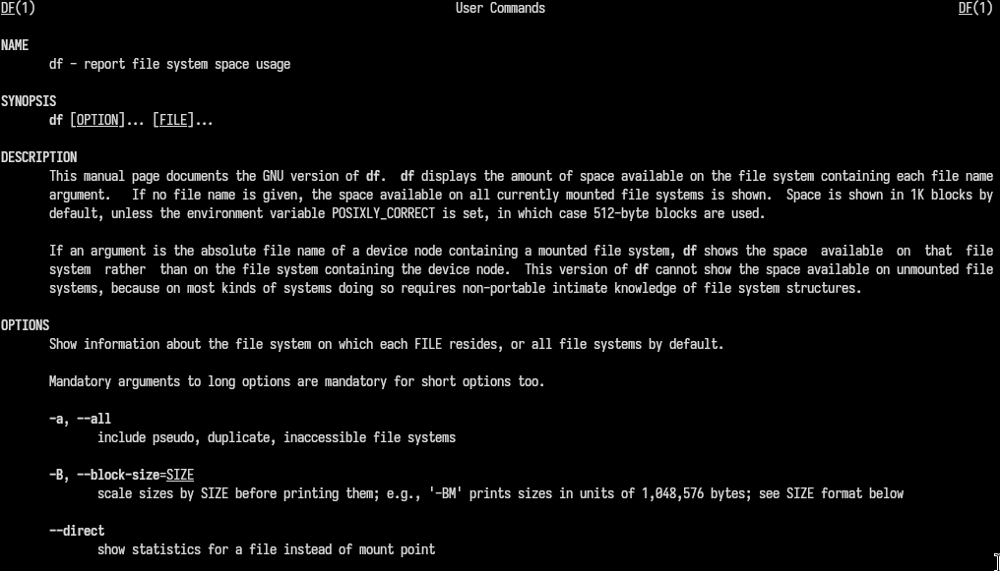 DF(1) User Commands DF(1)
NAME
df - report file system space usage
SYNOPSIS
df [OPTION]... [FILE]...
DESCRIPTION
This manual page documents the GNU version of df. df displays the amount of space available on the file system containing each file name
argument. If no file name is given, the space available on all currently mounted file systems is shown. Space is shown in 1K blocks by
default, unless the environment variable POSIXLY_CORRECT is set, in which case 512-byte blocks are used.
If an argument is the absolute file name of a device node containing a mounted file system, df shows the space available on that file
system rather than on the file system containing the device node. This version of df cannot show the space available on unmounted file
systems, because on most kinds of systems doing so requires non-portable intimate knowledge of file system structures.
OPTIONS
Show information about the file system on which each FILE resides, or all file systems by default.
Mandatory arguments to long options are mandatory for short options too.
-a, --all
include pseudo, duplicate, inaccessible file systems
-B, --block-size=SIZE
scale sizes by SIZE before printing them; e.g., '-BM' prints sizes in units of 1,048,576 bytes; see SIZE format below
--direct
show statistics for a file instead of mount point